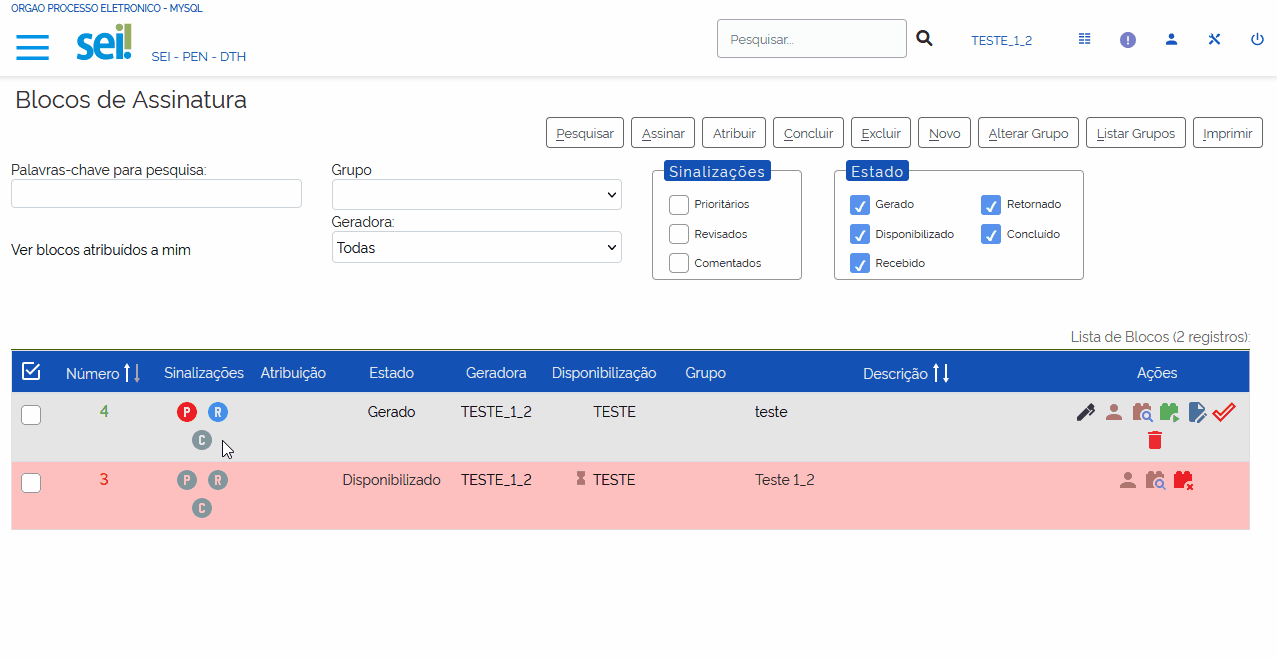 ORGAO PROCESSO ELETRONICO - MYSQL
sei!
SEI - PEN - DTH
Pesquisar...
TESTE_1_2
Blocos de Assinatura
Pesquisar Assinar Atribuir Concluir Excluir Novo Alterar Grupo Listar Grupos Imprimir
Palavras-chave para pesquisa:
Grupo
Geradora:
Todas
Ver blocos atribuídos a mim
Sinalizações
Prioritários
Revisados
Comentados
Estado
Gerado Retornado
Disponibilizado Concluído
Recebido
Lista de Blocos (2 registros):
Número Sinalizações Atribuição Estado Geradora Disponibilização Grupo Descrição Ações
4 P R Gerado TESTE_1_2 TESTE teste
C
3 P R Disponibilizado TESTE_1_2 TESTE Teste 1_2
C